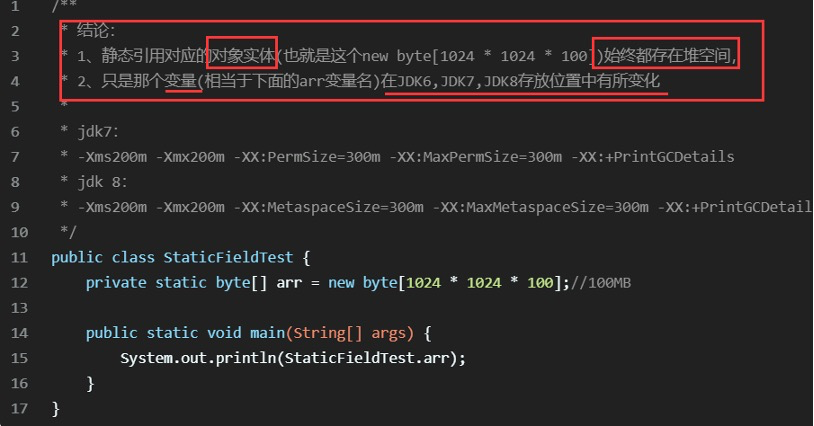 1 /**
2 * 结论:
3 * 1、静态引用对应的对象实体(也就是这个new byte[1024 * 1024 * 100])始终都存在堆空间,
4 * 2、只是那个变量(相当于下面的arr变量名)在JDK6,JDK7,JDK8存放位置中有所变化
5 *
6 * jdk7:
7 * -Xms200m -Xmx200m -XX:PermSize=300m -XX:MaxPermSize=300m -XX:+PrintGCDetails
8 * jdk 8:
9 * -Xms200m -Xmx200m -XX:MetaspaceSize=300m -XX:MaxMetaspaceSize=300m -XX:+PrintGCDetail
10 */
11 public class StaticFieldTest {
12 private static byte[] arr = new byte[1024 * 1024 * 100];//100MB
13
14 public static void main(String[] args) {
15 System.out.println(StaticFieldTest.arr);
16 }
17 }